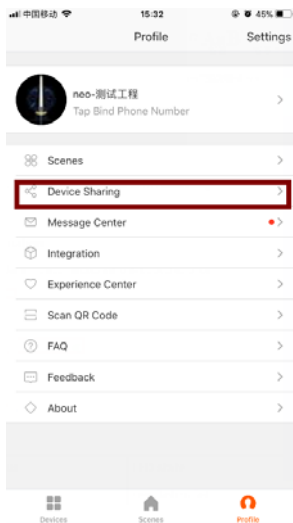 中国移动 15:32 45%
Profile Settings
neo-测试工程
Tap Bind Phone Number
Scenes
Device Sharing
Message Center
Integration
Experience Center
Scan QR Code
FAQ
Feedback
About
Devices Scenes Profile